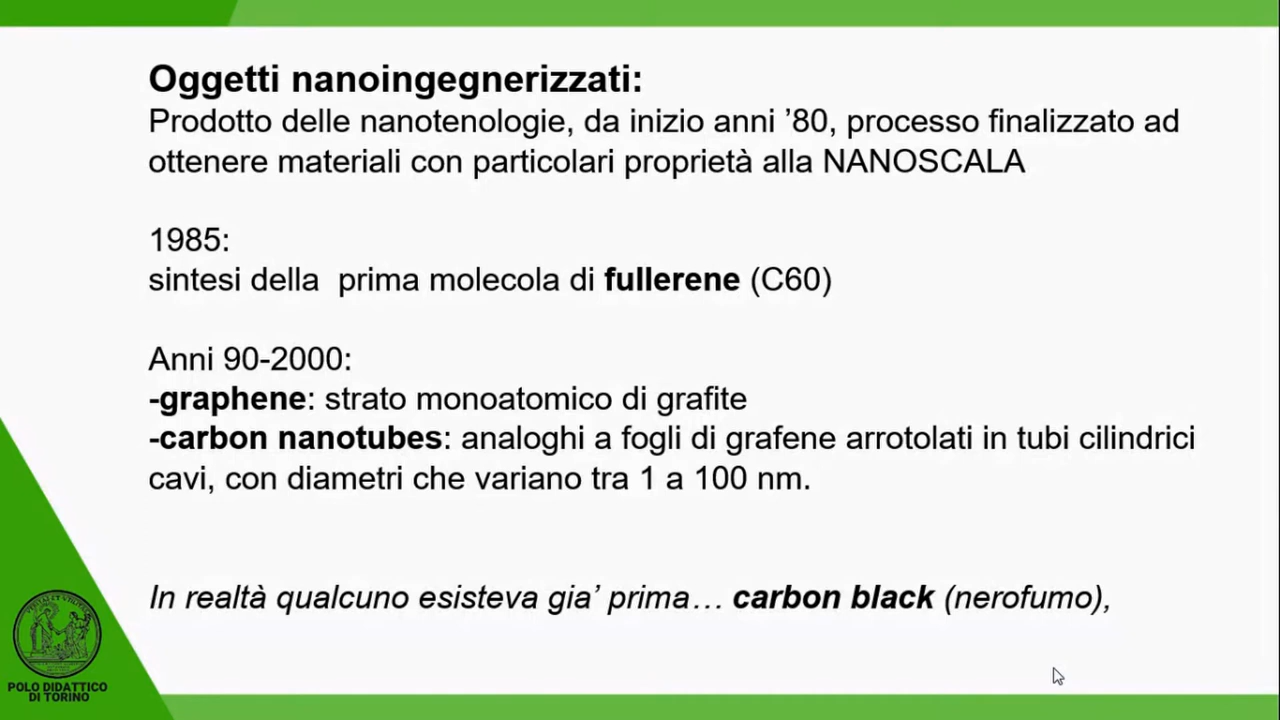 Oggetti nanoingegnerizzati:
Prodotto delle nanotenologie, da inizio anni ’80, processo finalizzato ad
ottenere materiali con particolari proprietà alla NANOSCALA
1985:
sintesi della  prima molecola di fullerene (C60)
Anni 90-2000:
-graphene: strato monoatomico di grafite
-carbon nanotubes: analoghi a fogli di grafene arrotolati in tubi cilindrici
cavi, con diametri che variano tra 1 a 100 nm.
In realtà qualcuno esisteva gia’ prima… carbon black (nerofumo),
POLO DIDATTICO
DI TORINO